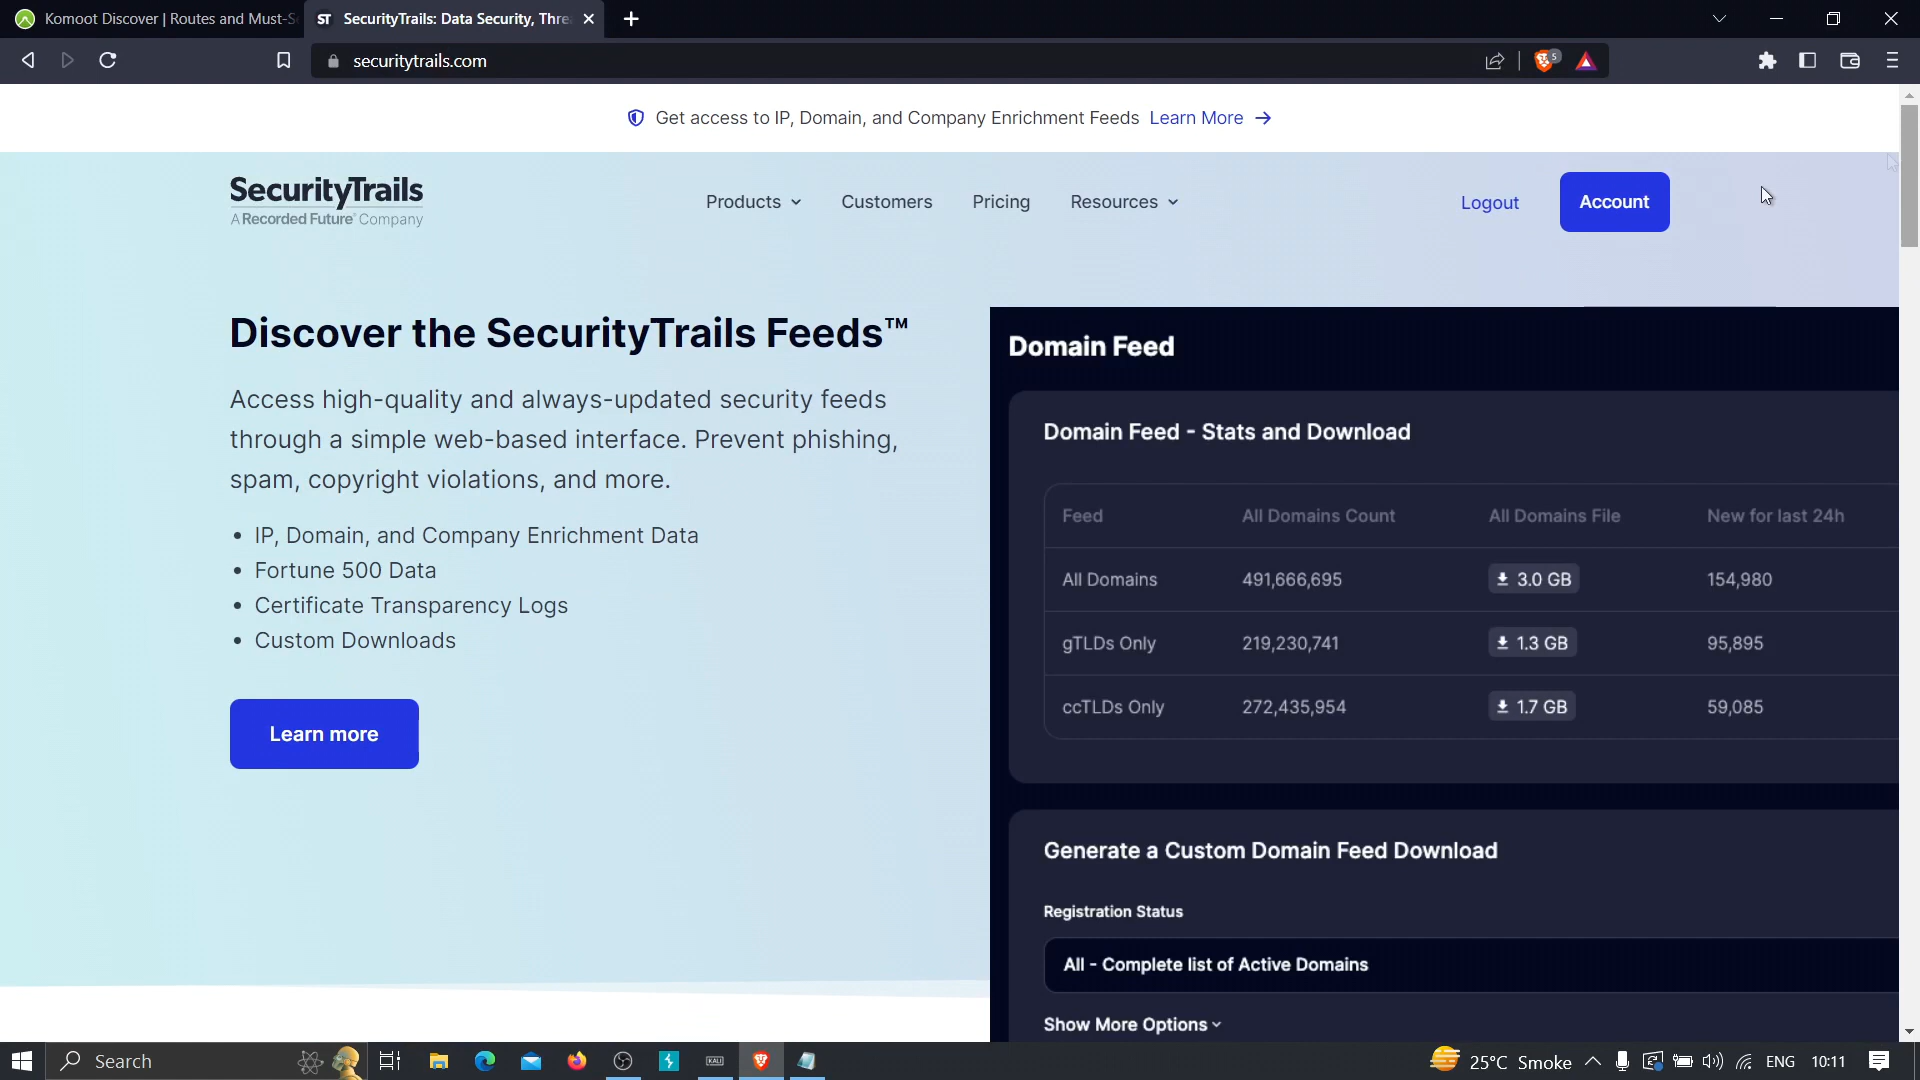 Komoot Discover | Routes and Must-S
ST SecurityTrails: Data Security, Thre
securitytrails.com
5
Get access to IP, Domain, and Company Enrichment Feeds Learn More →
SecurityTrails
A Recorded Future® Company
Products
Customers
Pricing
Resources
Logout
Account
Discover the SecurityTrails Feeds™
Access high-quality and always-updated security feeds
through a simple web-based interface. Prevent phishing,
spam, copyright violations, and more.
• IP, Domain, and Company Enrichment Data
• Fortune 500 Data
• Certificate Transparency Logs
• Custom Downloads
Learn more
Domain Feed
Domain Feed - Stats and Download
Feed All Domains Count All Domains File New for last 24h
All Domains 491,666,695 3.0 GB 154,980
gTLDs Only 219,230,741 1.3 GB 95,895
ccTLDs Only 272,435,954 1.7 GB 59,085
Generate a Custom Domain Feed Download
Registration Status
All - Complete list of Active Domains
Show More Options
Search
KALI
25°C Smoke
ENG
10:11